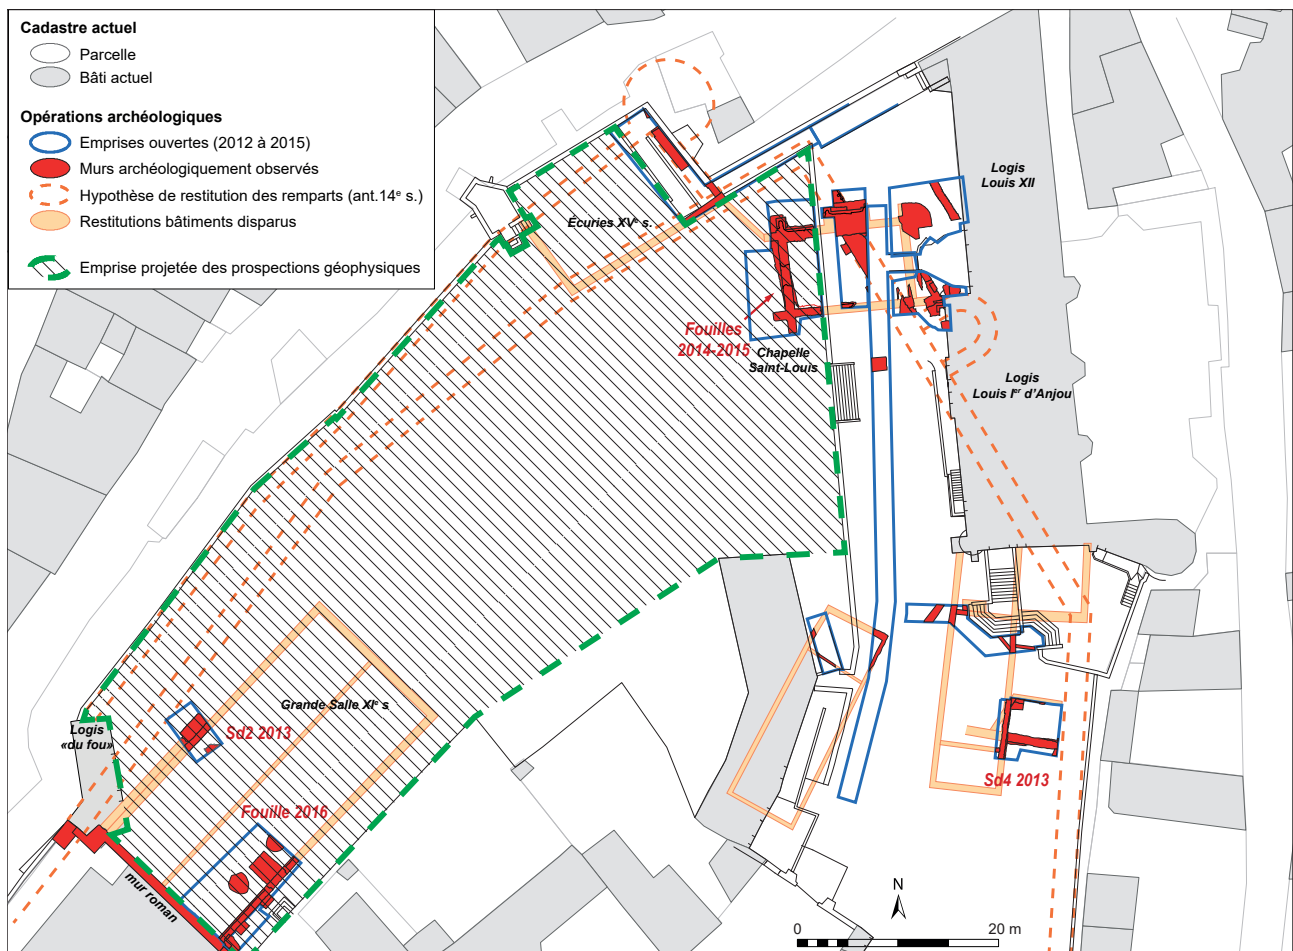 Cadastre actuel
Parcelle
Bâti actuel
Opérations archéologiques
Emprises ouvertes (2012 à 2015)
Murs archéologiquement observés
Hypothèse de restitution des remparts (ant.14e s.)
Restitutions bâtiments disparus
Emprise projetée des prospections géophysiques
Logis
Louis XII
Écuries XVe s.
Fouilles
2014-2015
Chapelle
Saint-Louis
Logis
Louis Ier d'Anjou
Grande Salle XIe s
Logis
«du fou»
Sd2 2013
Sd4 2013
Fouille 2016
mur roman
N
0 20 m